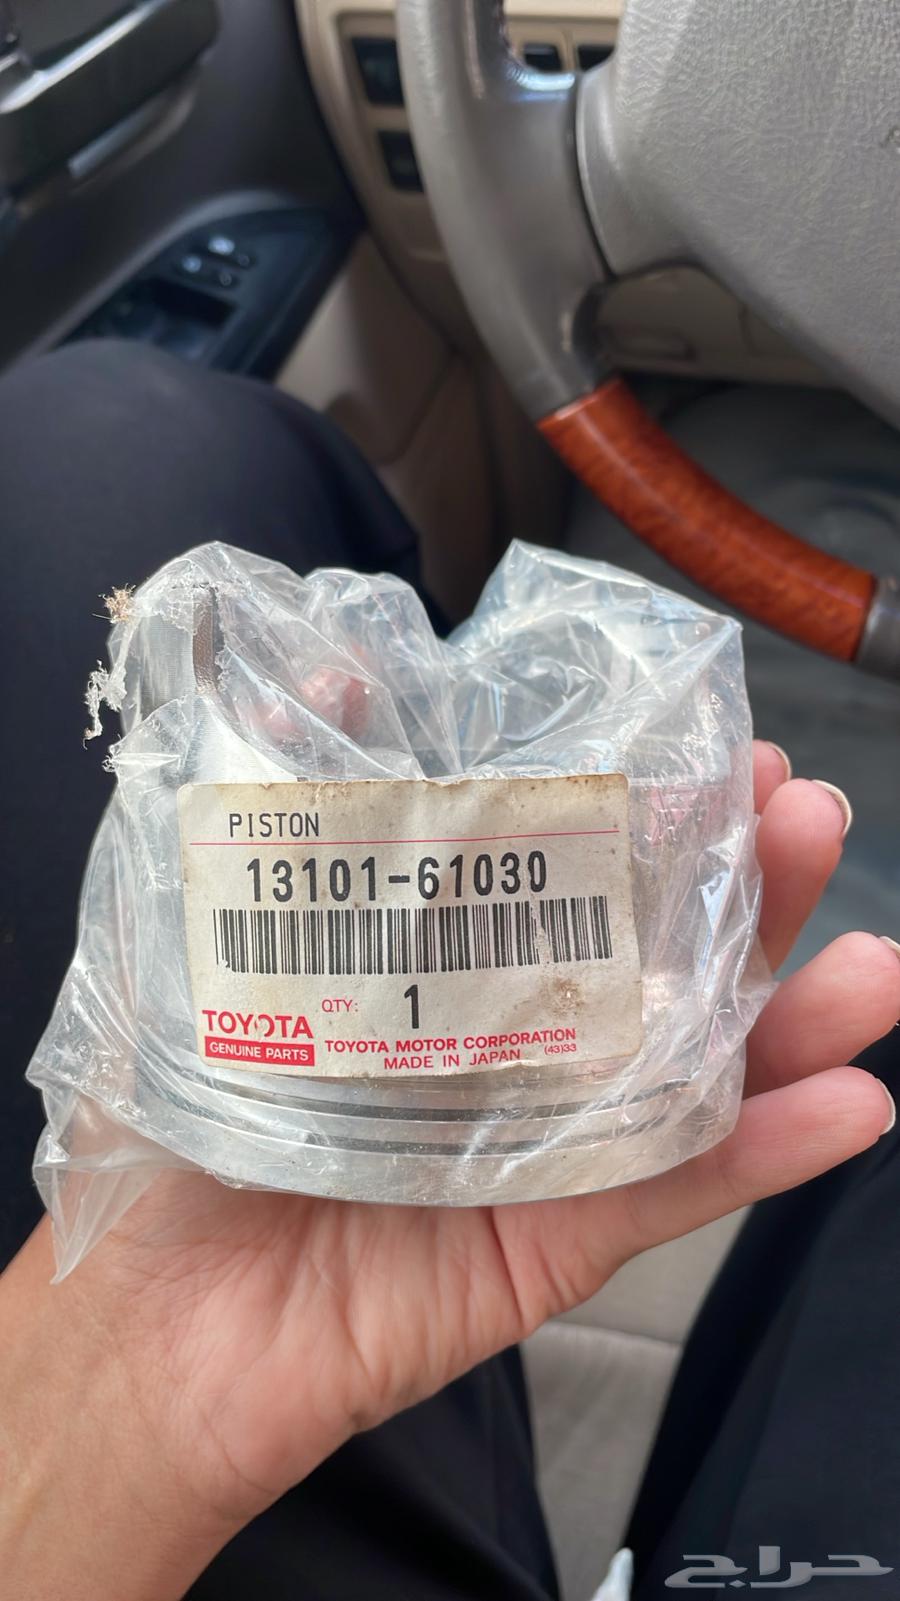 PISTON
13101-61030
QTY: 1
TOYOTA
GENUINE PARTS
TOYOTA MOTOR CORPORATION
MADE IN JAPAN (43)33
حراج